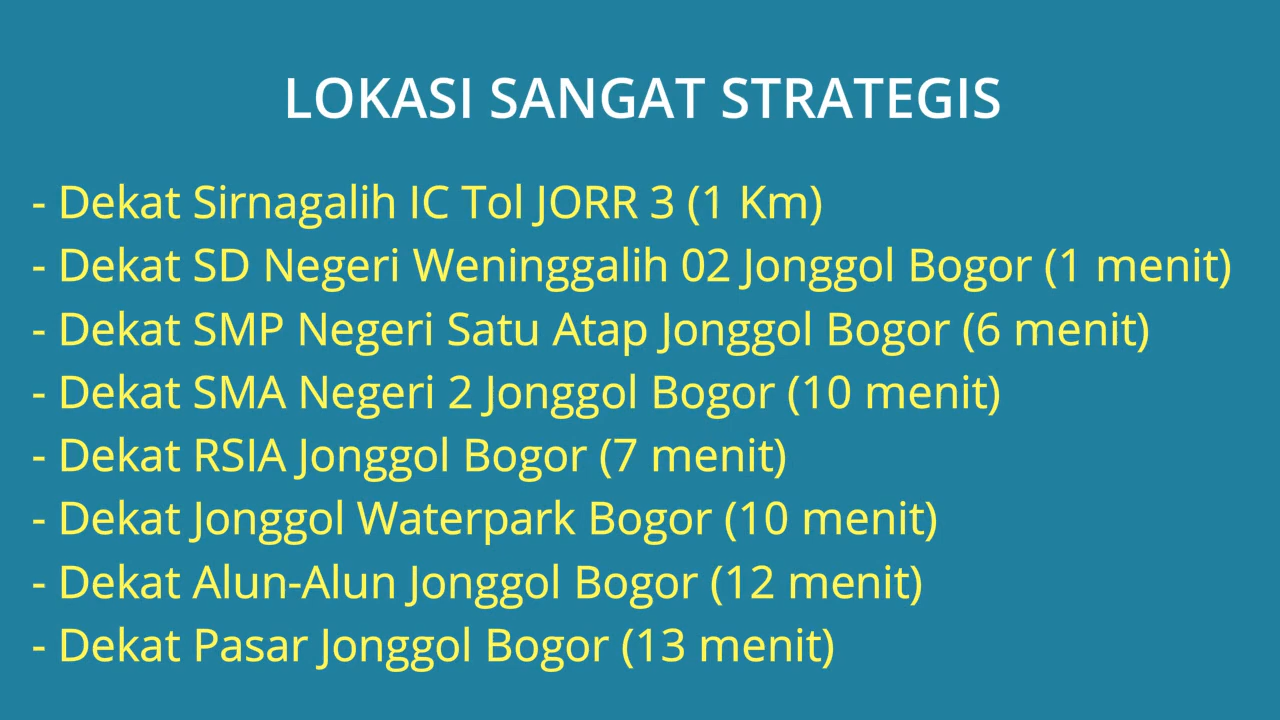 LOKASI SANGAT STRATEGIS
- Dekat Sirnagalih IC Tol JORR 3 (1 Km)
- Dekat SD Negeri Weninggalih 02 Jonggol Bogor (1 menit)
- Dekat SMP Negeri Satu Atap Jonggol Bogor (6 menit)
- Dekat SMA Negeri 2 Jonggol Bogor (10 menit)
- Dekat RSIA Jonggol Bogor (7 menit)
- Dekat Jonggol Waterpark Bogor (10 menit)
- Dekat Alun-Alun Jonggol Bogor (12 menit)
- Dekat Pasar Jonggol Bogor (13 menit)